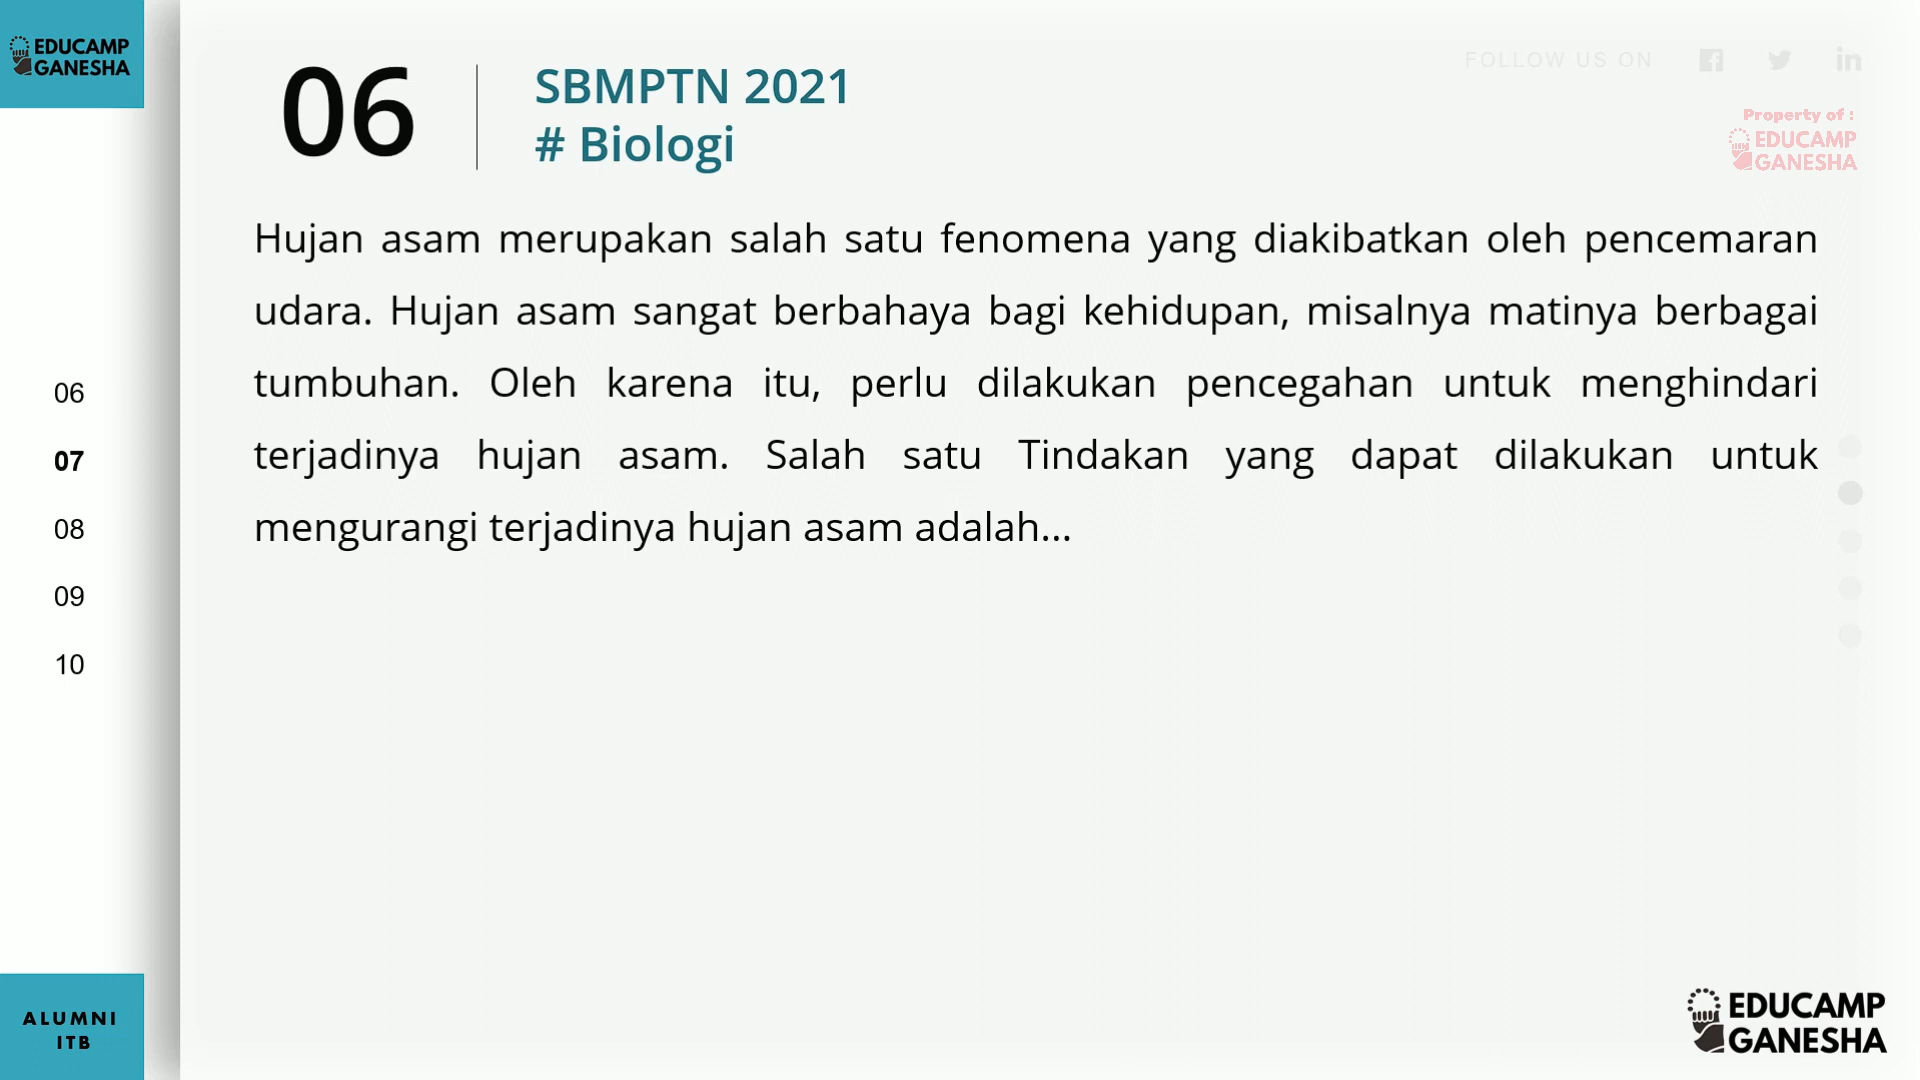 EDUCAMP
GANESHA
06
SBMPTN 2021
# Biologi
FOLLOW US ON
Property of :
EDUCAMP
GANESHA
Hujan asam merupakan salah satu fenomena yang diakibatkan oleh pencemaran
udara. Hujan asam sangat berbahaya bagi kehidupan, misalnya matinya berbagai
tumbuhan. Oleh karena itu, perlu dilakukan pencegahan untuk menghindari
terjadinya hujan asam. Salah satu Tindakan yang dapat dilakukan untuk
mengurangi terjadinya hujan asam adalah...
06
07
08
09
10
ALUMNI
ITB
EDUCAMP
GANESHA